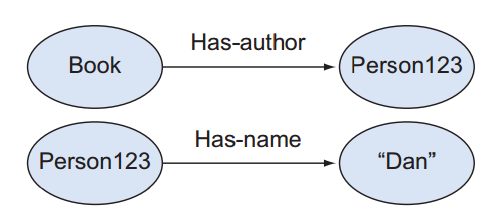 Has-author
Book
Person123
Has-name
Person123
“Dan”